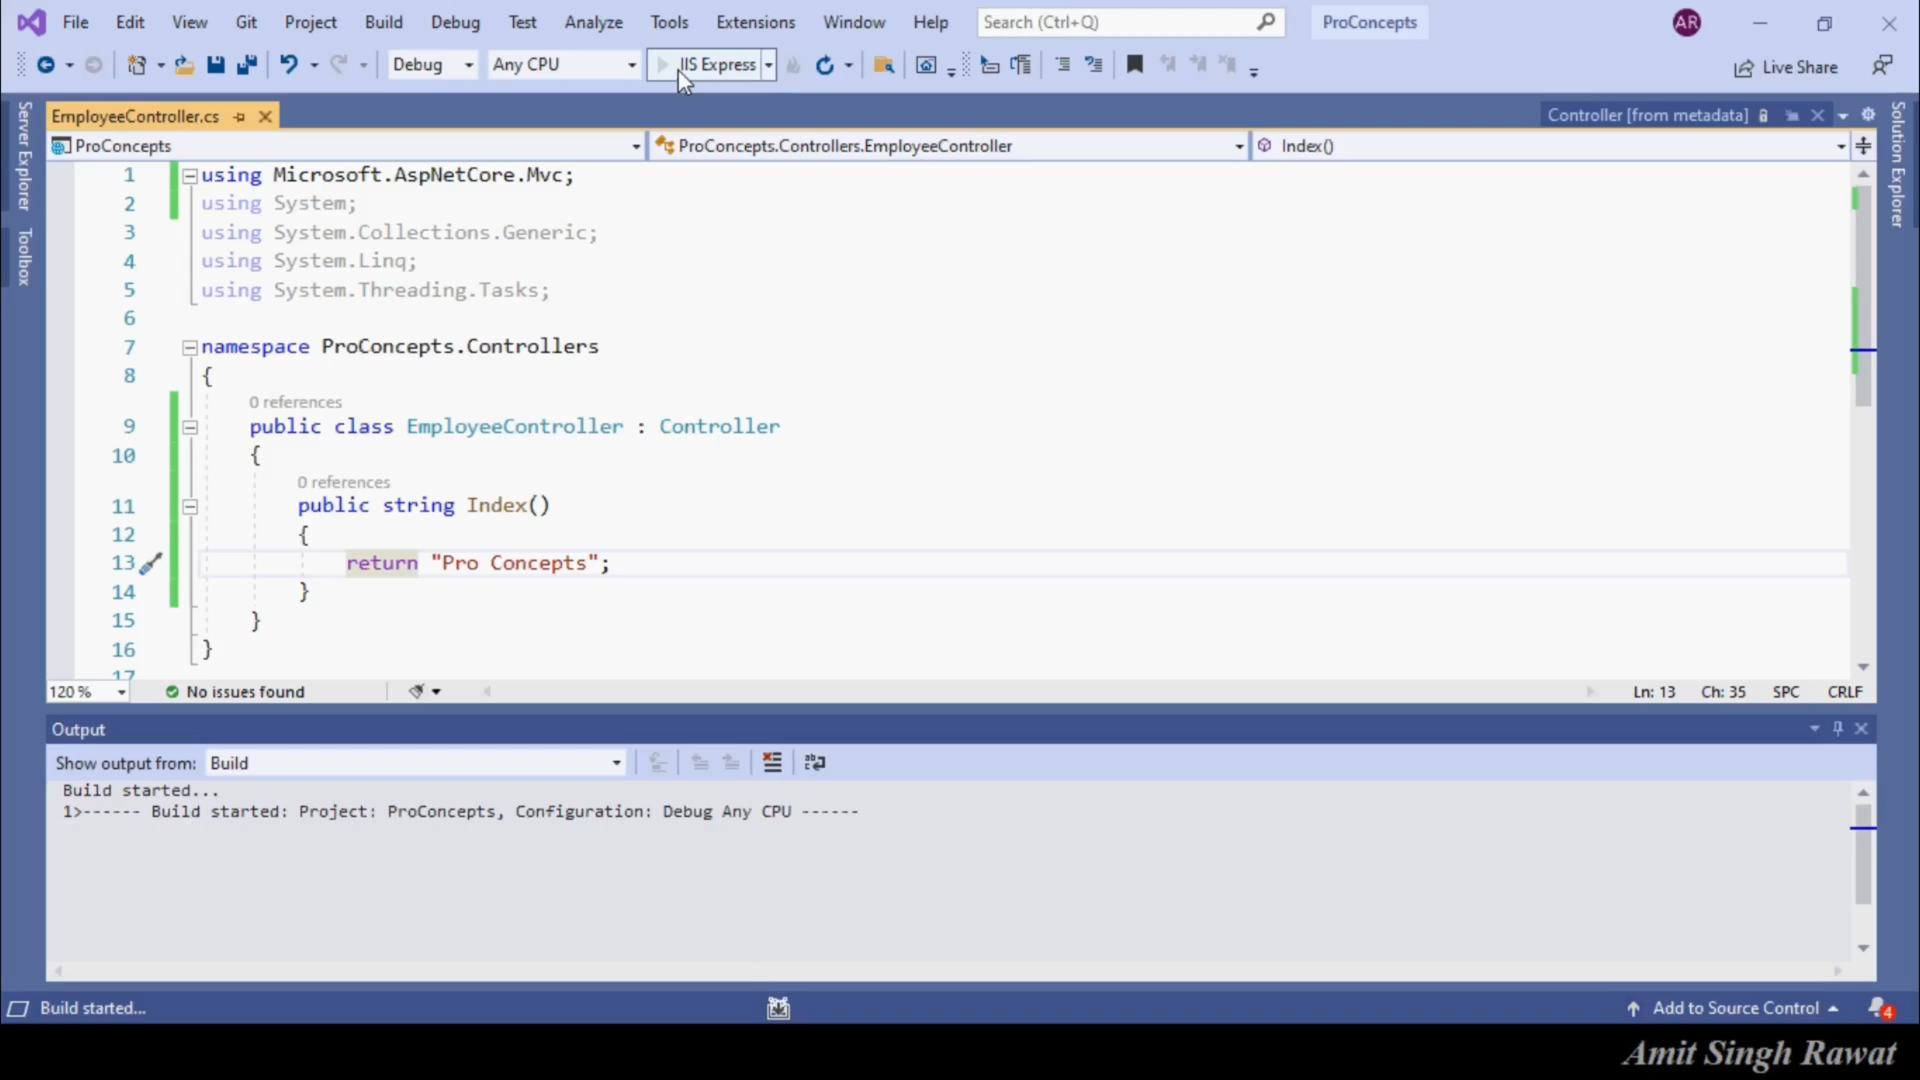 File Edit View Git Project Build Debug Test Analyze Tools Extensions Window Help Search (Ctrl+Q) ProConcepts AR
Debug Any CPU IIS Express Live Share
EmployeeController.cs Controller [from metadata]
ProConcepts ProConcepts.Controllers.EmployeeController Index()
Server Explorer
Toolbox
Solution Explorer
1 using Microsoft.AspNetCore.Mvc;
2 using System;
3 using System.Collections.Generic;
4 using System.Linq;
5 using System.Threading.Tasks;
6
7 namespace ProConcepts.Controllers
8 {
0 references
9 public class EmployeeController : Controller
10 {
0 references
11 public string Index()
12 {
13 return "Pro Concepts";
14 }
15 }
16 }
17
120 % No issues found Ln: 13 Ch: 35 SPC CRLF
Output
Show output from: Build
Build started...
1>------ Build started: Project: ProConcepts, Configuration: Debug Any CPU ------
Build started... Add to Source Control 4
Amit Singh Rawat